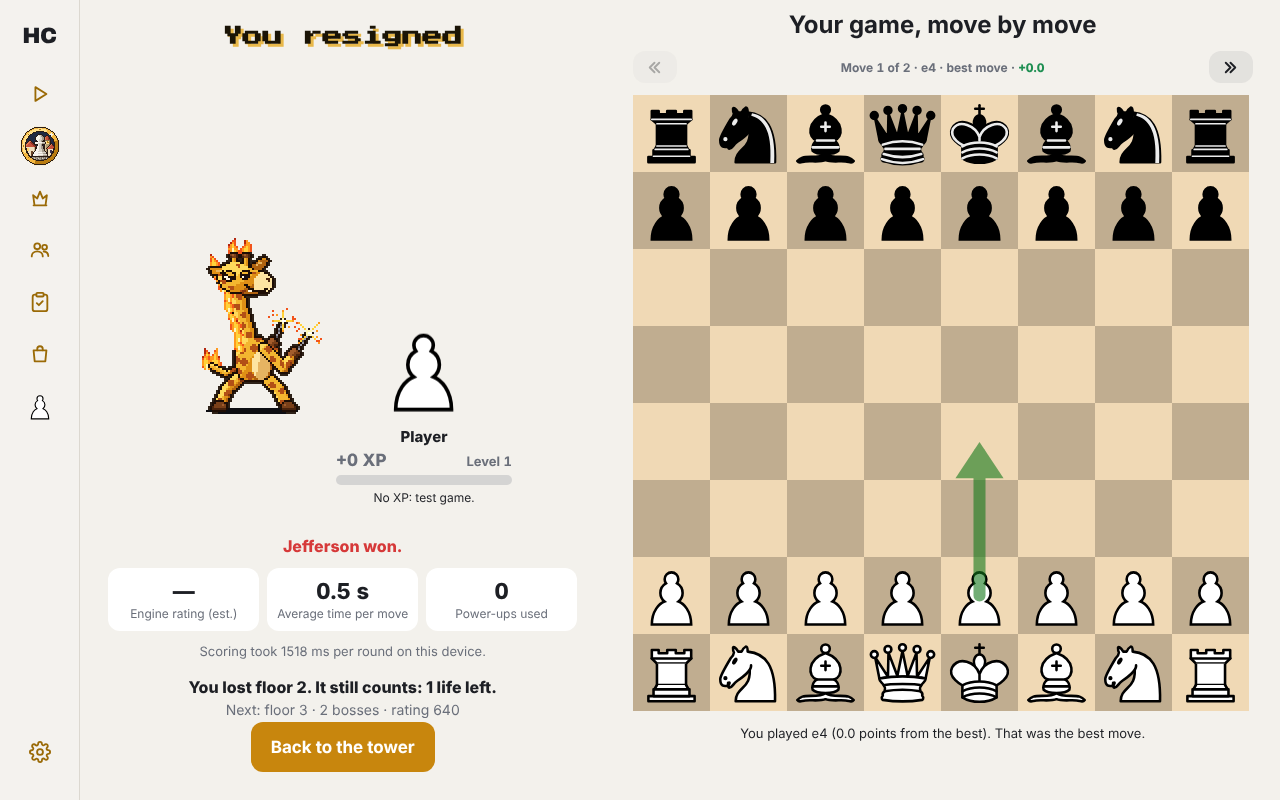 HC
You resigned
Player
+0 XP
Level 1
No XP: test game.
Jefferson won.
—
Engine rating (est.)
0.5 s
Average time per move
0
Power-ups used
Scoring took 1518 ms per round on this device.
You lost floor 2. It still counts: 1 life left.
Next: floor 3 · 2 bosses · rating 640
Back to the tower
Your game, move by move
Move 1 of 2 · e4 · best move · +0.0
You played e4 (0.0 points from the best). That was the best move.